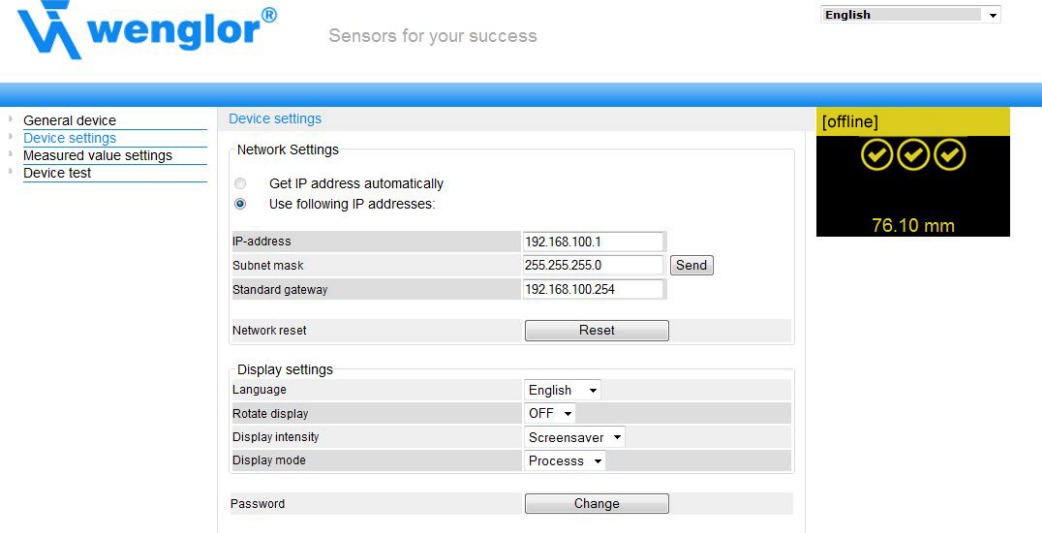 wenglor®
Sensors for your success
English
General device
Device settings
Measured value settings
Device test
Device settings
Network Settings
Get IP address automatically
Use following IP addresses:
IP-address 192.168.100.1
Subnet mask 255.255.255.0 Send
Standard gateway 192.168.100.254
Network reset Reset
Display settings
Language English
Rotate display OFF
Display intensity Screensaver
Display mode Processs
Password Change
[offline]
76.10 mm